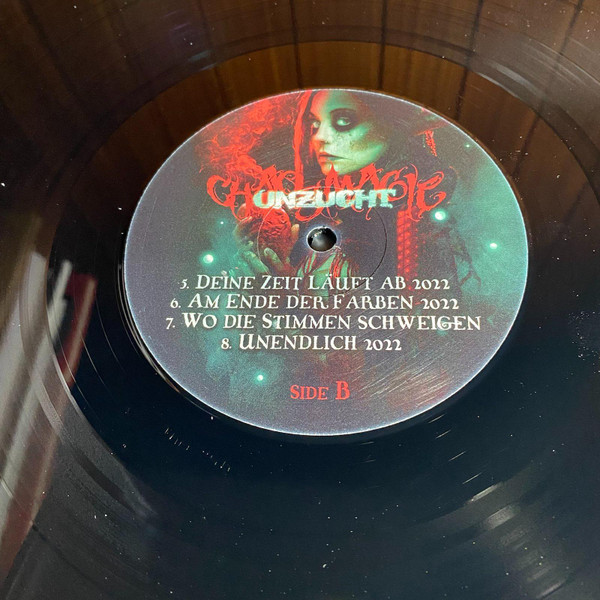 Chaosmagie
UNZUCHT
5. Deine Zeit Läuft ab 2022
6. Am Ende der Farben 2022
7. Wo die Stimmen schweigen
8. Unendlich 2022
Side B